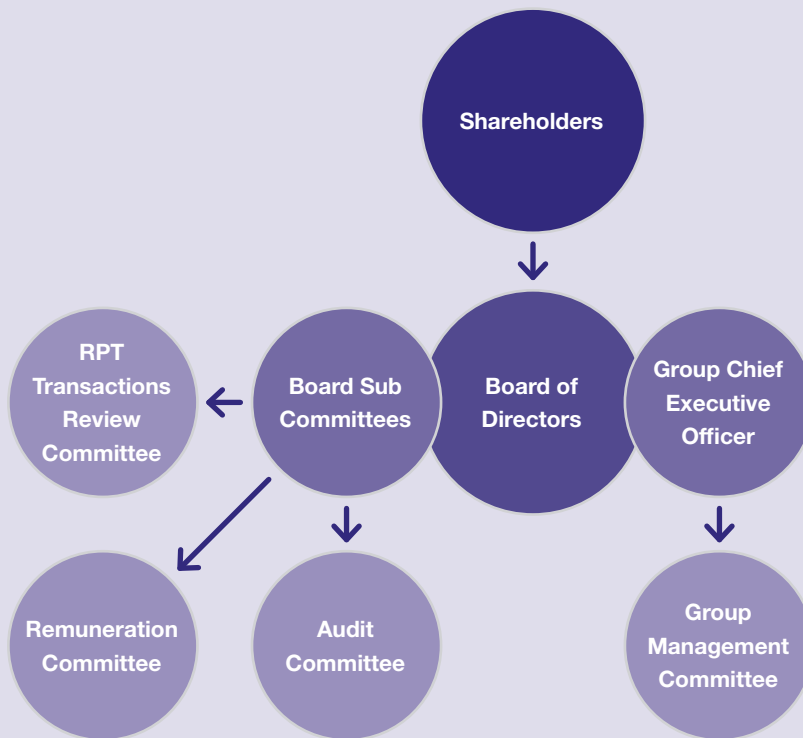 Shareholders
RPT
Transactions
Review
Committee
Board Sub
Committees
Board of
Directors
Group Chief
Executive
Officer
Remuneration
Committee
Audit
Committee
Group
Management
Committee